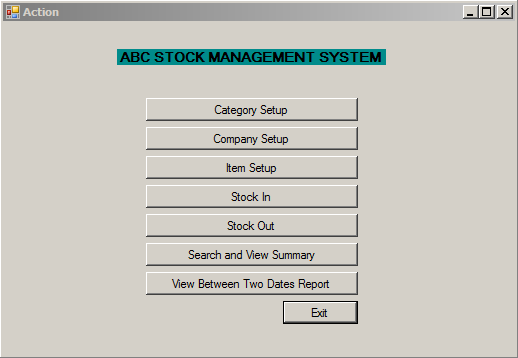 Action
ABC STOCK MANAGEMENT SYSTEM
Category Setup
Company Setup
Item Setup
Stock In
Stock Out
Search and View Summary
View Between Two Dates Report
Exit